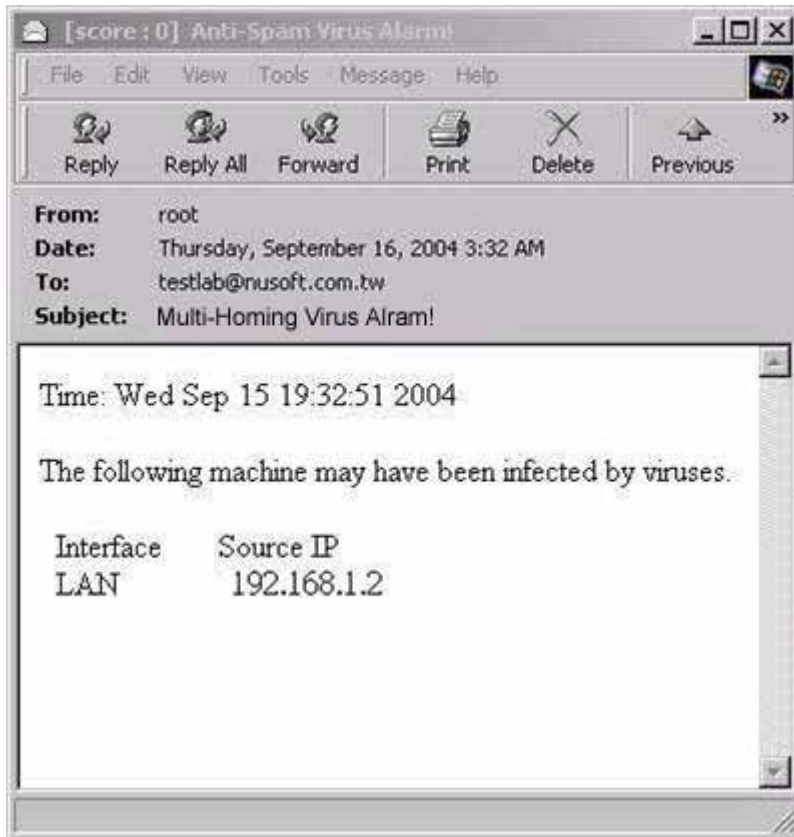 [score : 0] Anti-Spam Virus Alarm!
File Edit View Tools Message Help
»
Reply Reply All Forward Print Delete Previous
From: root
Date: Thursday, September 16, 2004 3:32 AM
To: testlab@nusoft.com.tw
Subject: Multi-Homing Virus Alram!
Time: Wed Sep 15 19:32:51 2004
The following machine may have been infected by viruses.
Interface Source IP
LAN 192.168.1.2